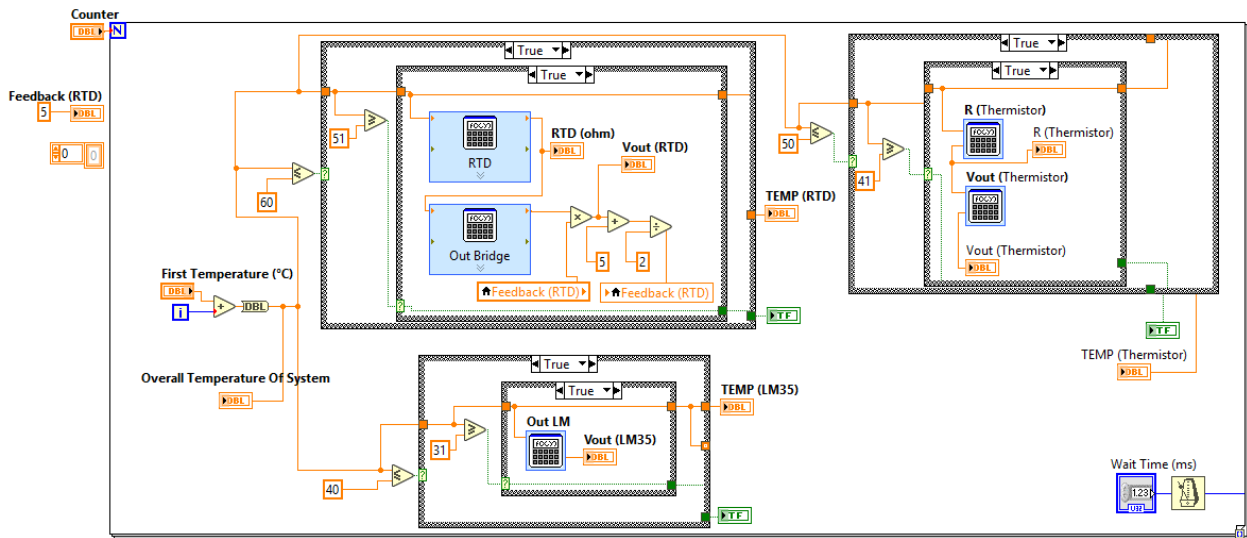 Counter
DBL
N
Feedback (RTD)
5
DBL
0
0
60
First Temperature (°C)
DBL
i
DBL
Overall Temperature Of System
DBL
True
True
51
?
RTD
RTD (ohm)
DBL
Vout (RTD)
DBL
Out Bridge
5
2
Feedback (RTD)
Feedback (RTD)
?
TEMP (RTD)
DBL
TF
50
True
True
41
?
?
R (Thermistor)
R (Thermistor)
DBL
Vout (Thermistor)
Vout (Thermistor)
DBL
TF
TEMP (Thermistor)
DBL
True
True
31
40
?
?
Out LM
Vout (LM35)
DBL
TEMP (LM35)
DBL
TF
Wait Time (ms)
1.23
U32